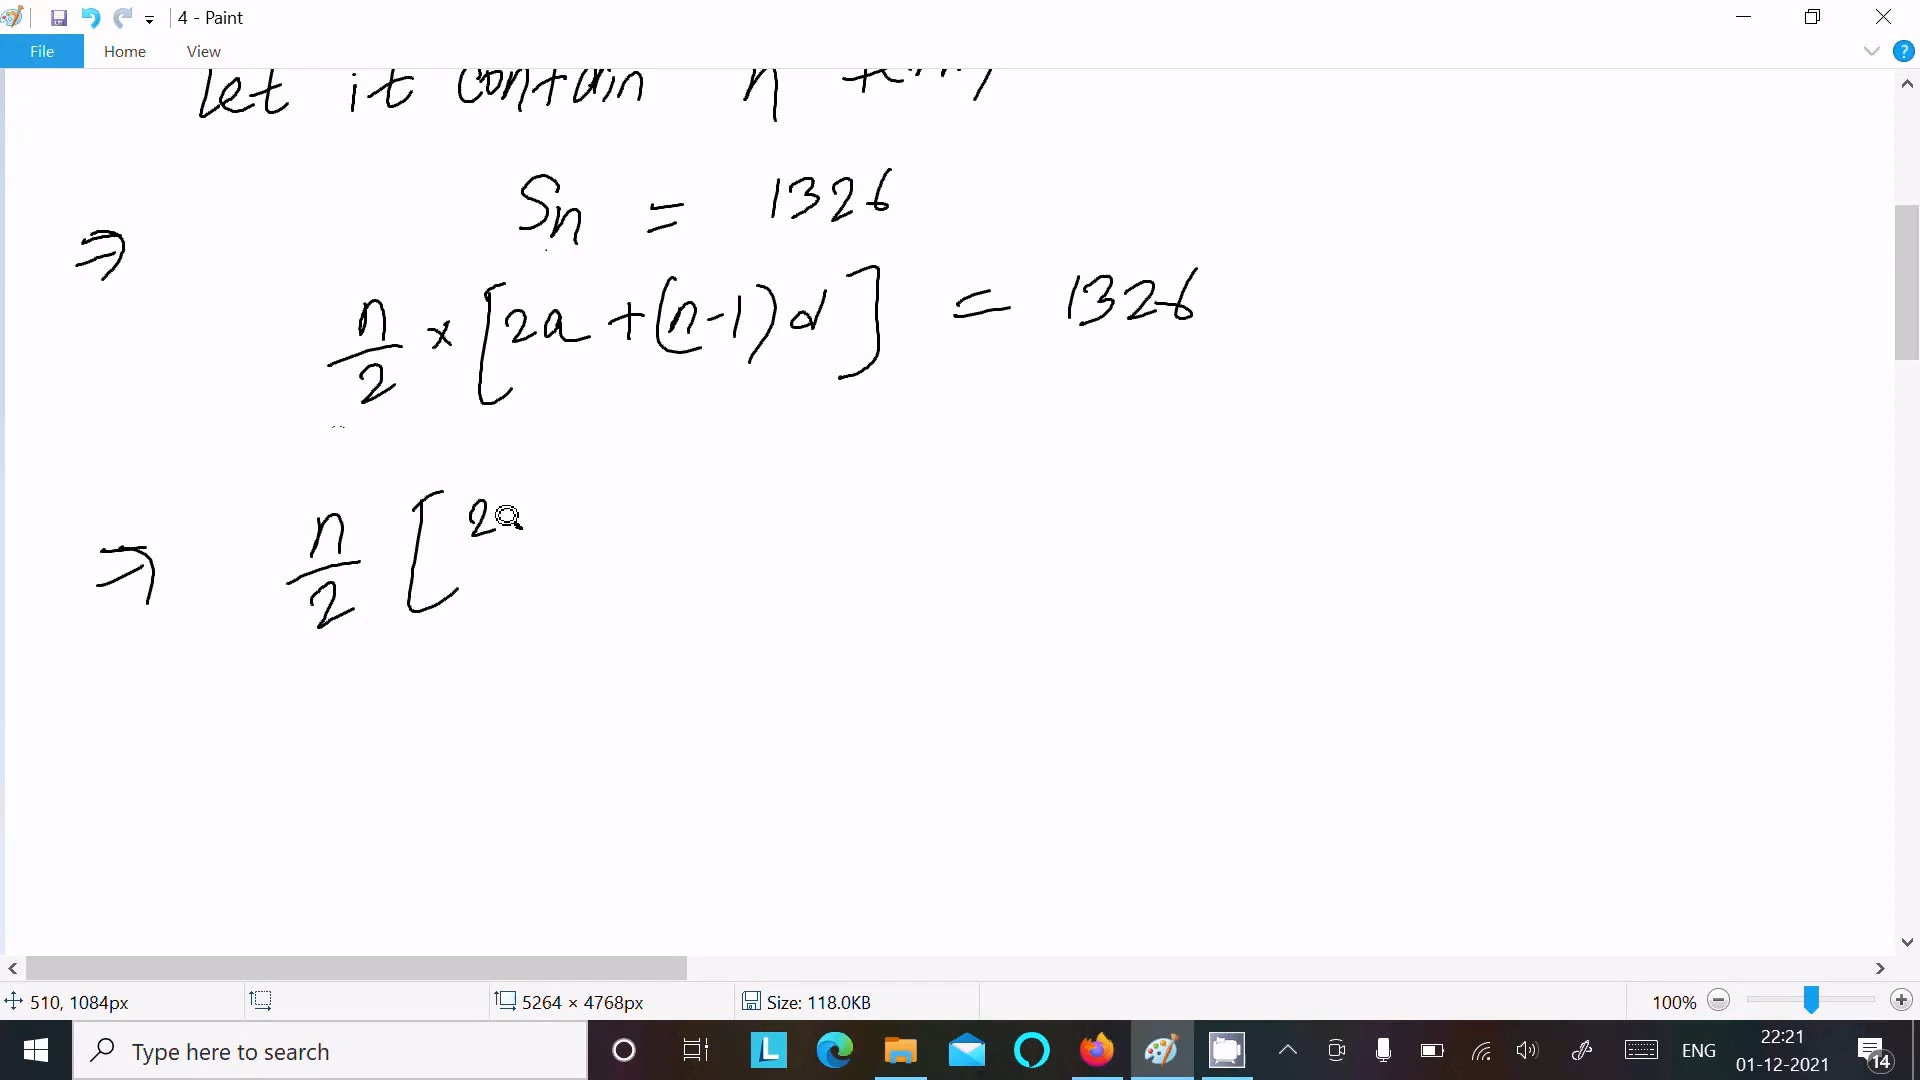 4 - Paint
File Home View
Let it contain n
Sn = 1326
⇒
n/2 × [2a + (n-1)d] = 1326
⇒ n/2 [2
510, 1084px 5264 × 4768px Size: 118.0KB 100%
Type here to search ENG 22:21
01-12-2021 14